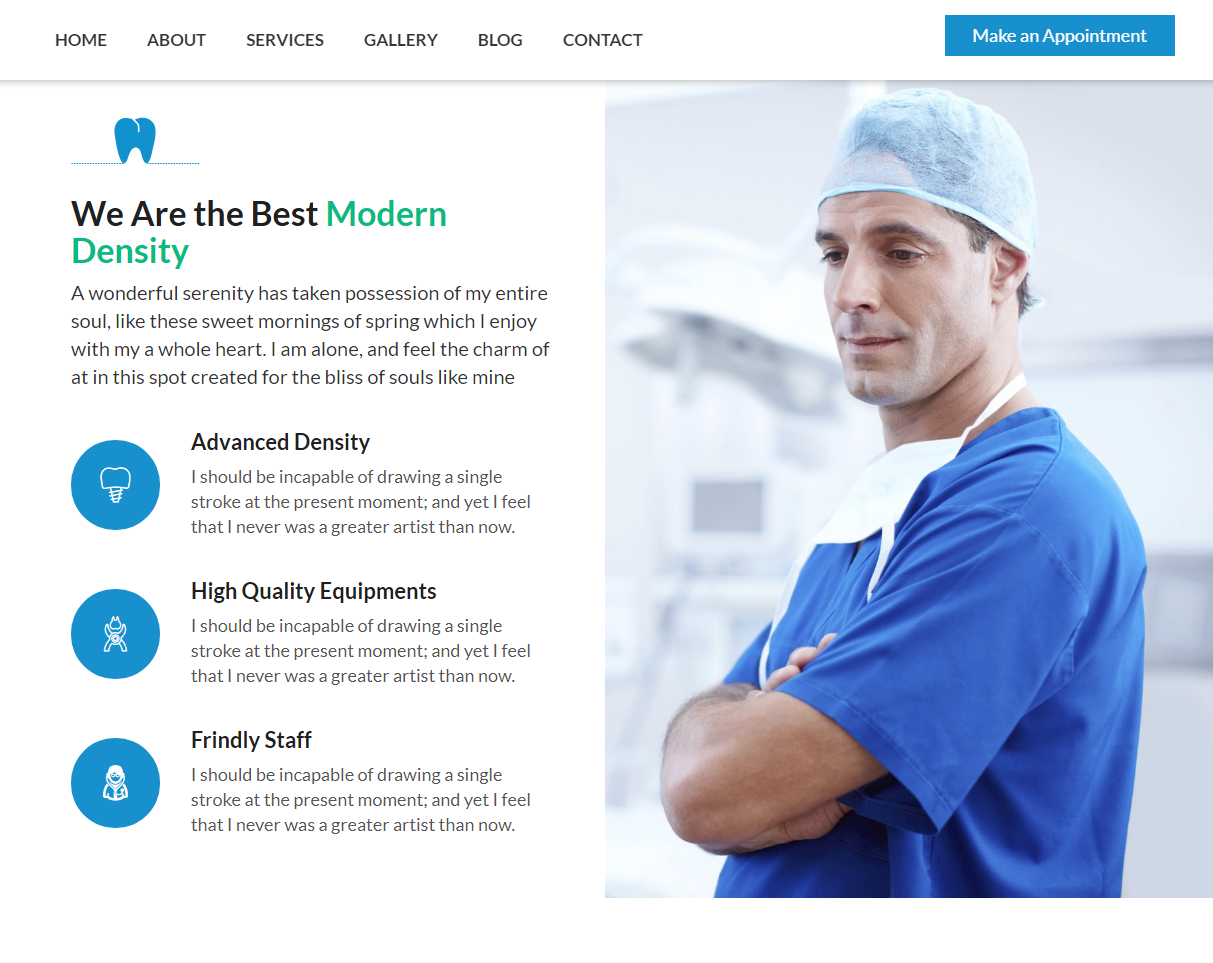 HOME ABOUT SERVICES GALLERY BLOG CONTACT Make an Appointment
We Are the Best Modern
Density
A wonderful serenity has taken possession of my entire
soul, like these sweet mornings of spring which I enjoy
with my a whole heart. I am alone, and feel the charm of
at in this spot created for the bliss of souls like mine
Advanced Density
I should be incapable of drawing a single
stroke at the present moment; and yet I feel
that I never was a greater artist than now.
High Quality Equipments
I should be incapable of drawing a single
stroke at the present moment; and yet I feel
that I never was a greater artist than now.
Frindly Staff
I should be incapable of drawing a single
stroke at the present moment; and yet I feel
that I never was a greater artist than now.